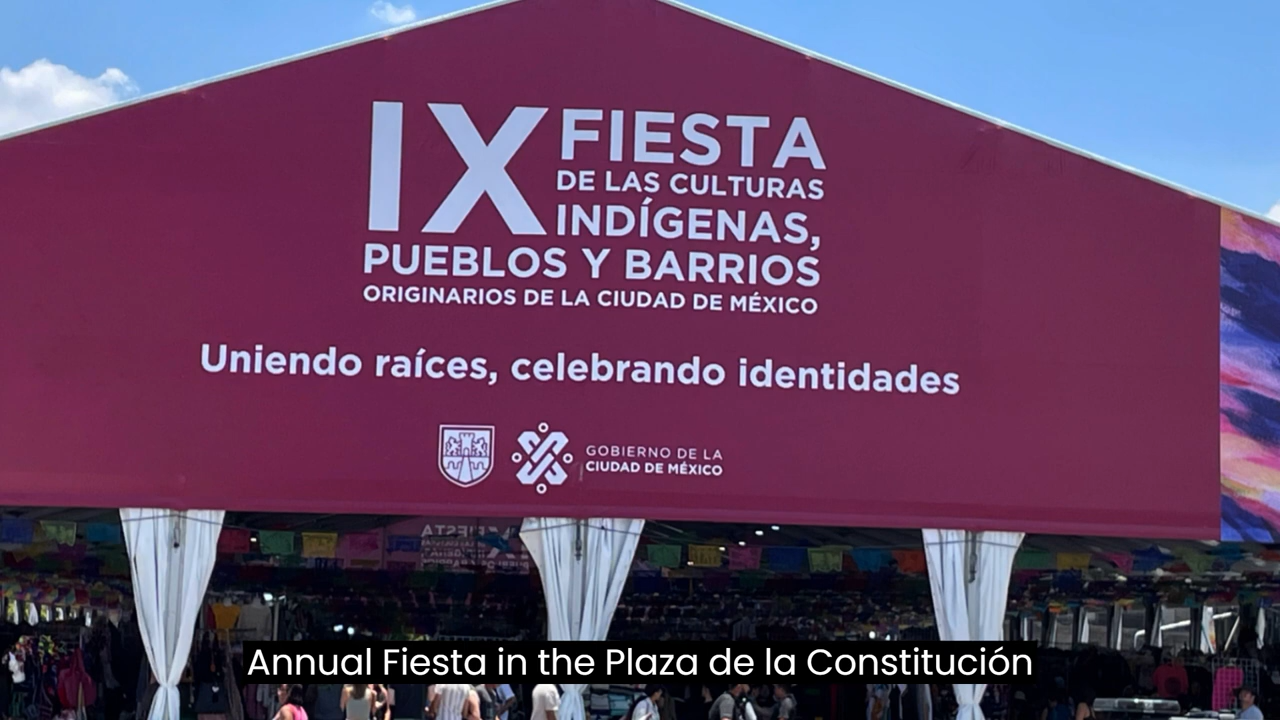 IX FIESTA
DE LAS CULTURAS
INDÍGENAS,
PUEBLOS Y BARRIOS
ORIGINARIOS DE LA CIUDAD DE MÉXICO
Uniendo raíces, celebrando identidades
GOBIERNO DE LA
CIUDAD DE MÉXICO
Annual Fiesta in the Plaza de la Constitución